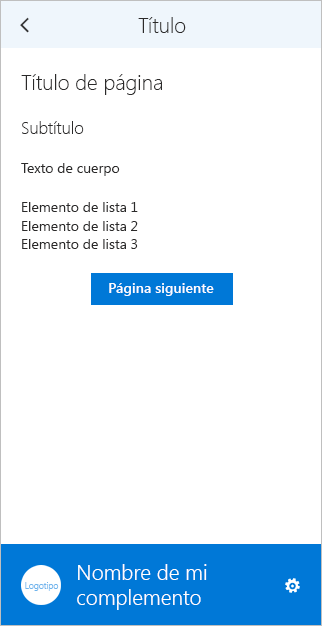 Título
Título de página
Subtítulo
Texto de cuerpo
Elemento de lista 1
Elemento de lista 2
Elemento de lista 3
Página siguiente
Logotipo
Nombre de mi
complemento